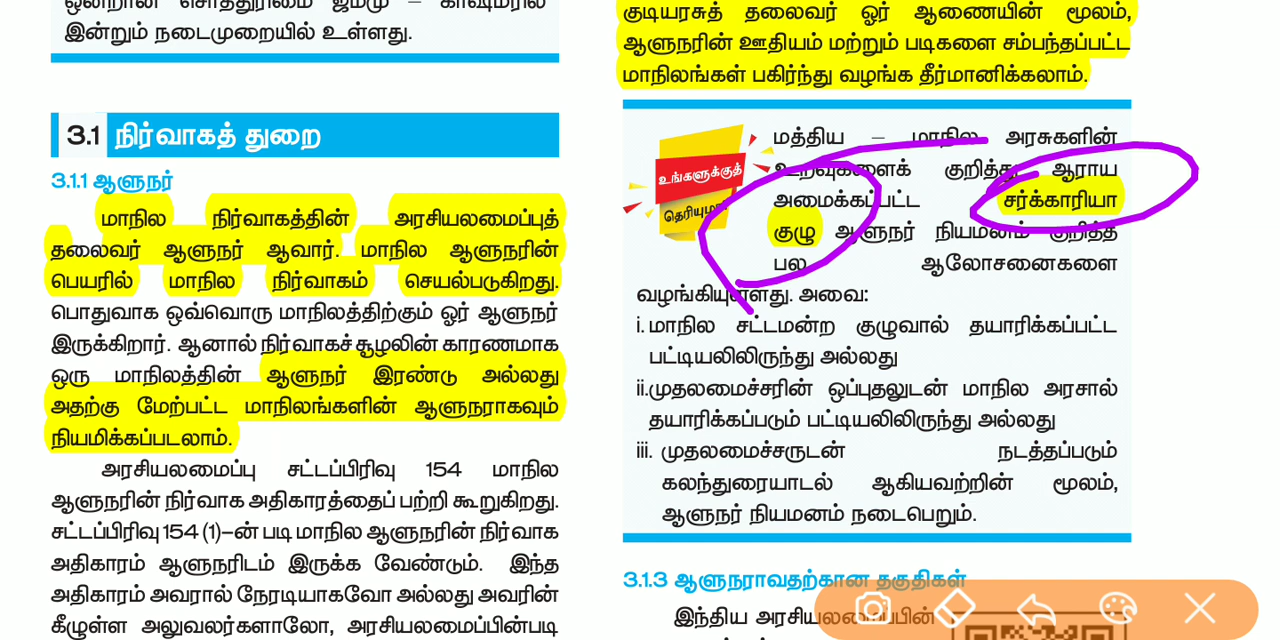 ஒன்றான சொத்துரிமை ஜம்மு – காஷ்மீரில்
இன்றும் நடைமுறையில் உள்ளது.
3.1 நிர்வாகத் துறை
3.1.1 ஆளுநர்
மாநில நிர்வாகத்தின் அரசியலமைப்புத்
தலைவர் ஆளுநர் ஆவார். மாநில ஆளுநரின்
பெயரில் மாநில நிர்வாகம் செயல்படுகிறது.
பொதுவாக ஒவ்வொரு மாநிலத்திற்கும் ஓர் ஆளுநர்
இருக்கிறார். ஆனால் நிர்வாகச் சூழலின் காரணமாக
ஒரு மாநிலத்தின் ஆளுநர் இரண்டு அல்லது
அதற்கு மேற்பட்ட மாநிலங்களின் ஆளுநராகவும்
நியமிக்கப்படலாம்.
அரசியலமைப்பு சட்டப்பிரிவு 154 மாநில
ஆளுநரின் நிர்வாக அதிகாரத்தைப் பற்றி கூறுகிறது.
சட்டப்பிரிவு 154 (1)–ன் படி மாநில ஆளுநரின் நிர்வாக
அதிகாரம் ஆளுநரிடம் இருக்க வேண்டும். இந்த
அதிகாரம் அவரால் நேரடியாகவோ அல்லது அவரின்
கீழுள்ள அலுவலர்களாலோ, அரசியலமைப்பின்படி
குடியரசுத் தலைவர் ஓர் ஆணையின் மூலம்,
ஆளுநரின் ஊதியம் மற்றும் படிகளை சம்பந்தப்பட்ட
மாநிலங்கள் பகிர்ந்து வழங்க தீர்மானிக்கலாம்.
உங்களுக்குத்
தெரியுமா?
மத்திய – மாநில அரசுகளின்
உறவுகளைக் குறித்து ஆராய
அமைக்கப்பட்ட சர்க்காரியா
குழு ஆளுநர் நியமனம் குறித்த
பல ஆலோசனைகளை
வழங்கியுள்ளது. அவை:
i. மாநில சட்டமன்ற குழுவால் தயாரிக்கப்பட்ட
பட்டியலிலிருந்து அல்லது
ii.முதலமைச்சரின் ஒப்புதலுடன் மாநில அரசால்
தயாரிக்கப்படும் பட்டியலிலிருந்து அல்லது
iii. முதலமைச்சருடன் நடத்தப்படும்
கலந்துரையாடல் ஆகியவற்றின் மூலம்,
ஆளுநர் நியமனம் நடைபெறும்.
3.1.3 ஆளுநராவதற்கான தகுதிகள்
இந்திய அரசியலமைப்பின்